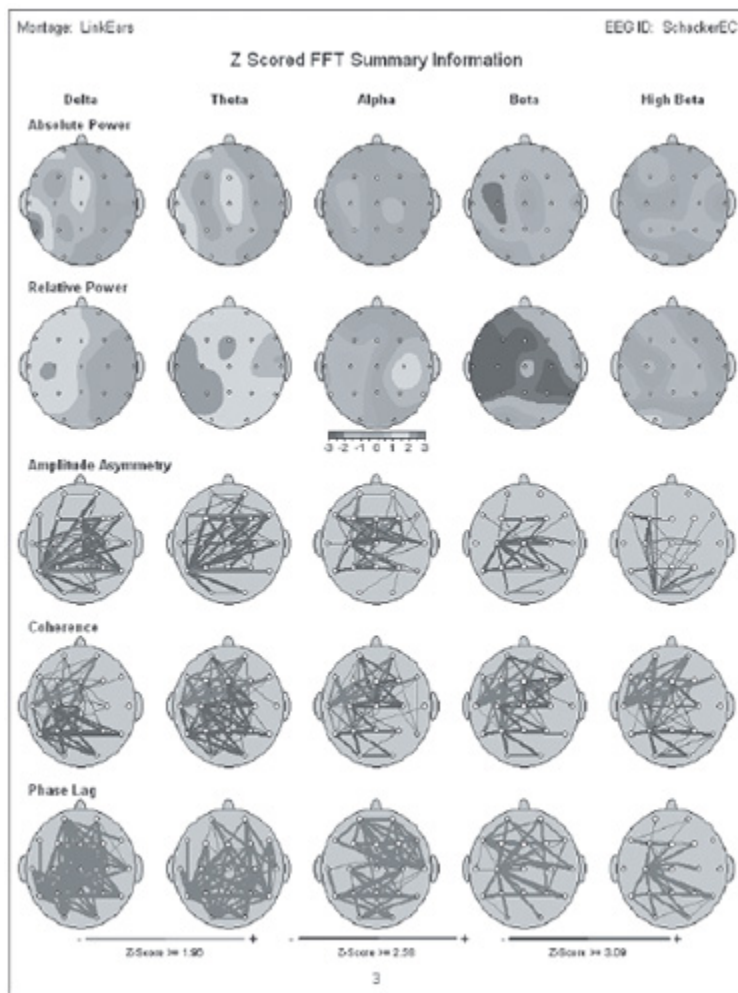 Montage: LinkEars EEG ID: SchackerEC
Z Scored FFT Summary Information
Delta Theta Alpha Beta High Beta
Absolute Power
Relative Power
-3 -2 -1 0 1 2 3
Amplitude Asymmetry
Coherence
Phase Lag
- + - + - +
Z-Score >= 1.96 Z-Score >= 2.58 Z-Score >= 3.09
3